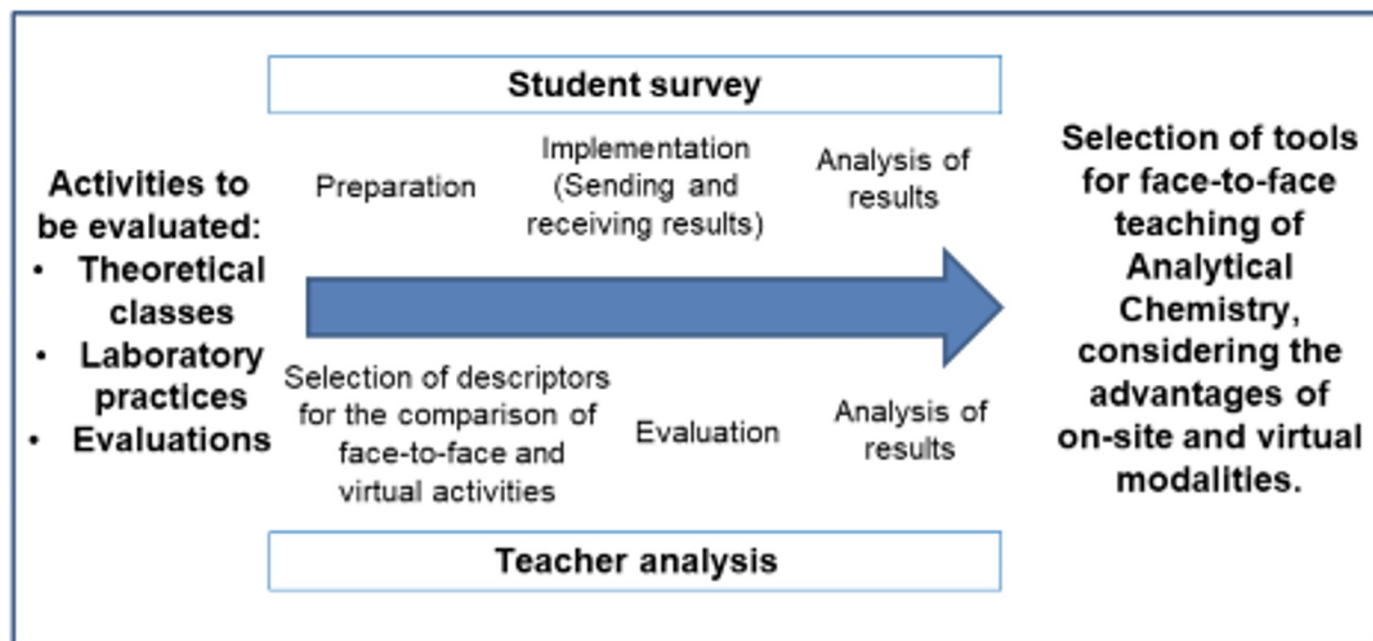 Student survey
Activities to
be evaluated:
• Theoretical
classes
• Laboratory
practices
• Evaluations
Preparation
Implementation
(Sending and
receiving results)
Analysis of
results
Selection of descriptors
for the comparison of
face-to-face and
virtual activities
Evaluation
Analysis of
results
Teacher analysis
Selection of tools
for face-to-face
teaching of
Analytical
Chemistry,
considering the
advantages of
on-site and virtual
modalities.